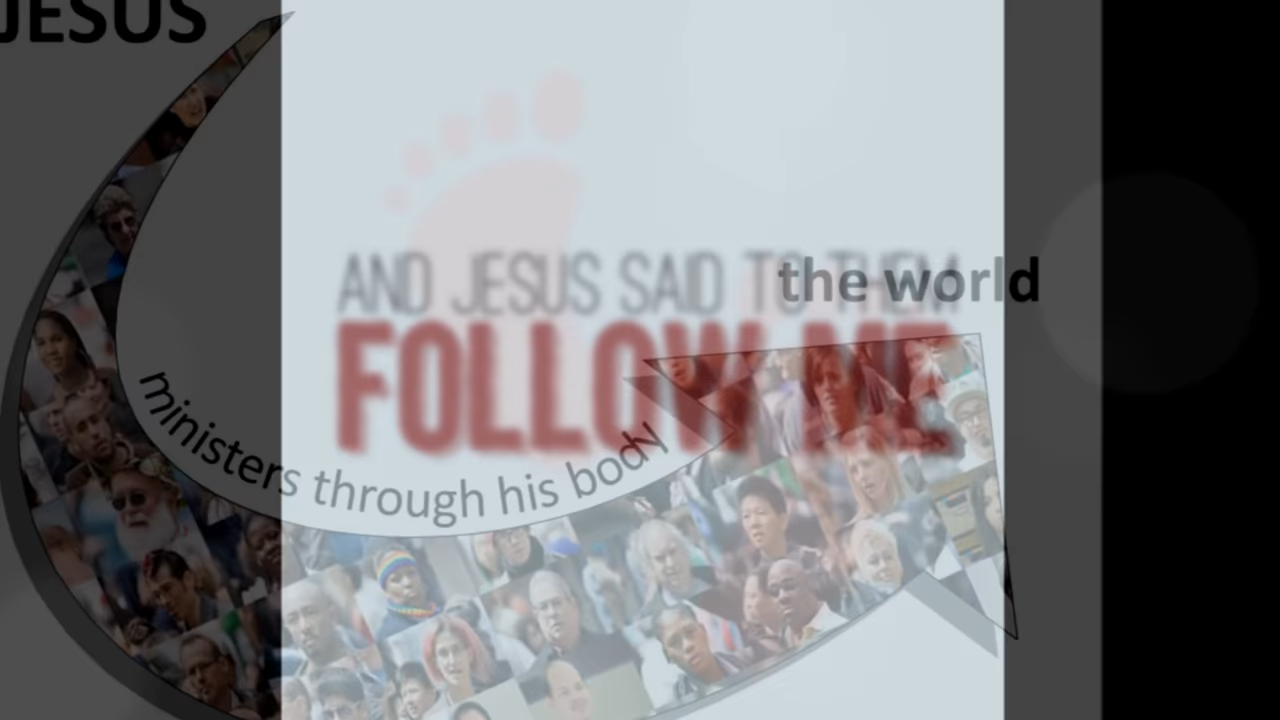 JESUS
AND JESUS SAID TO THEM
the world
FOLLOW ME
ministers through his body